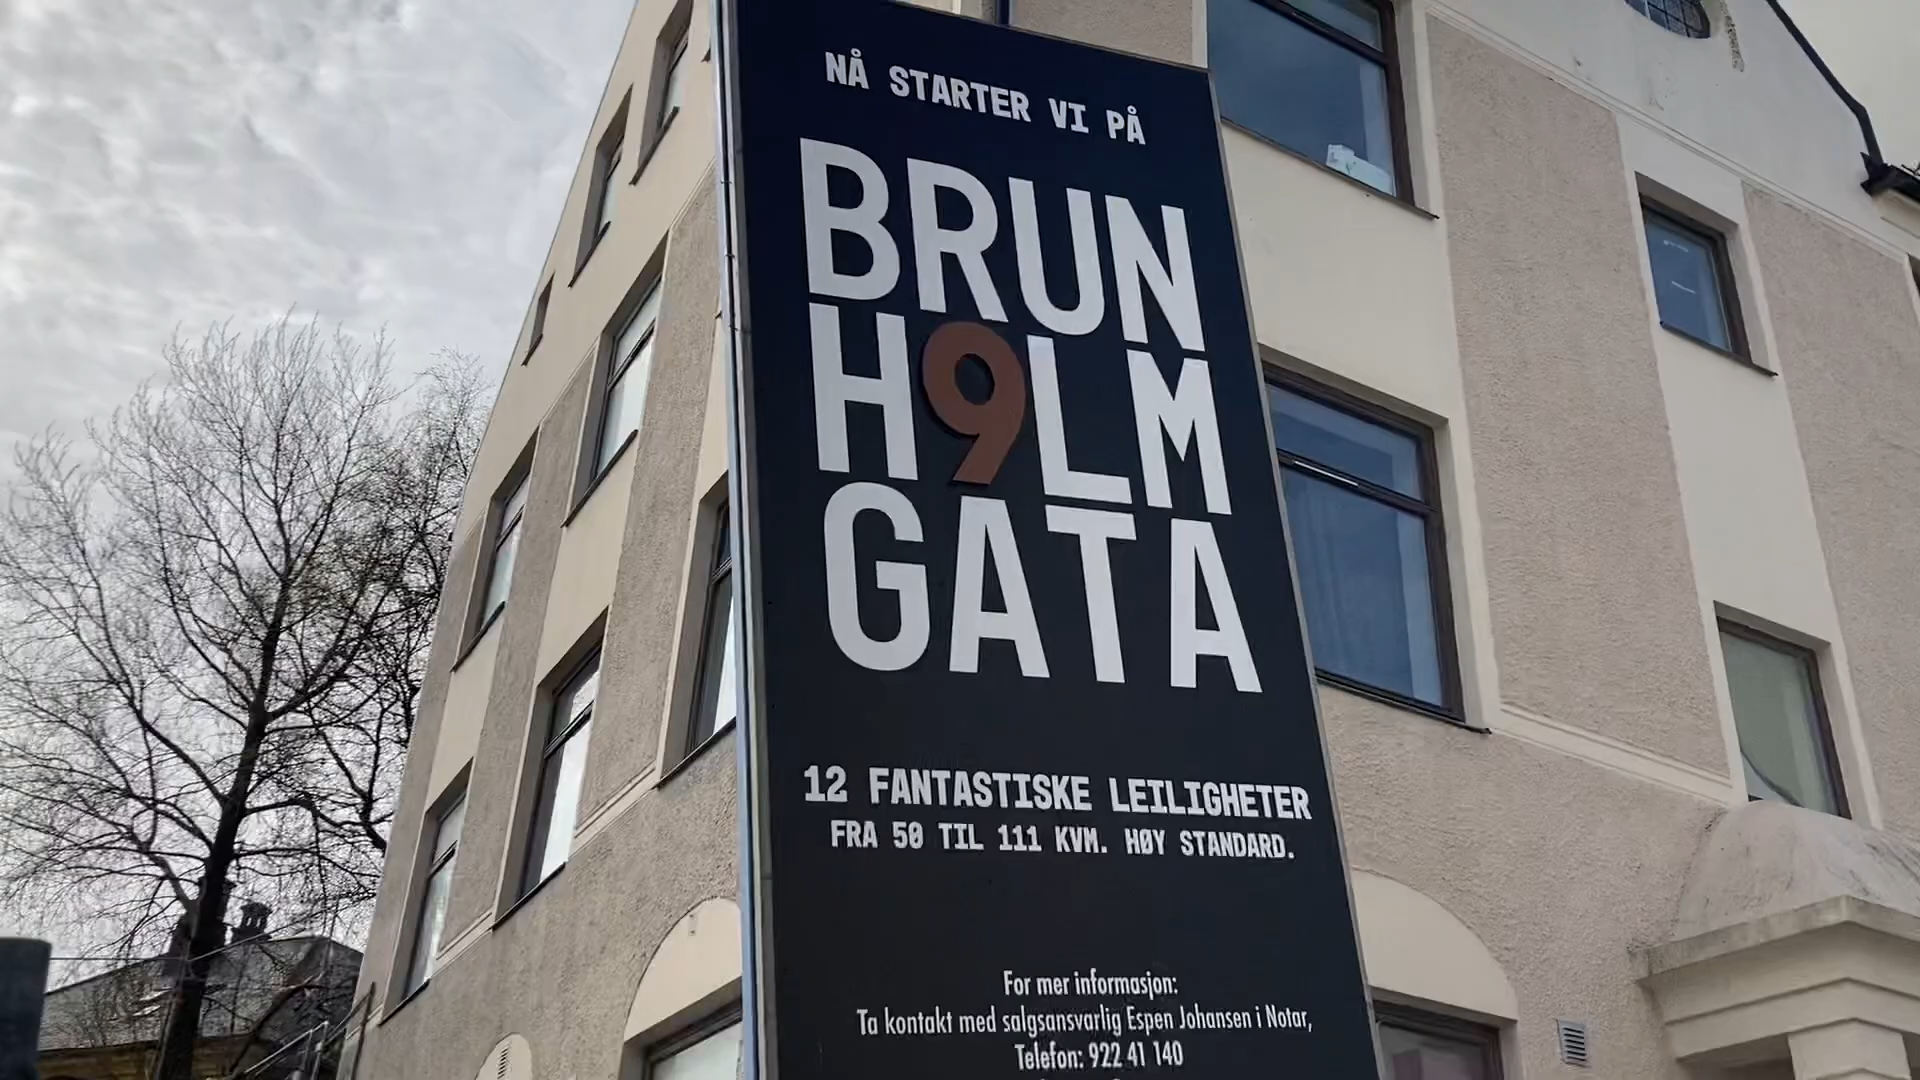 NÅ STARTER VI PÅ
BRUN
H9LM
GATA
12 FANTASTISKE LEILIGHETER
FRA 50 TIL 111 KVM. HØY STANDARD.
For mer informasjon:
Ta kontakt med salgsansvarlig Espen Johansen i Notar,
Telefon: 922 41 140